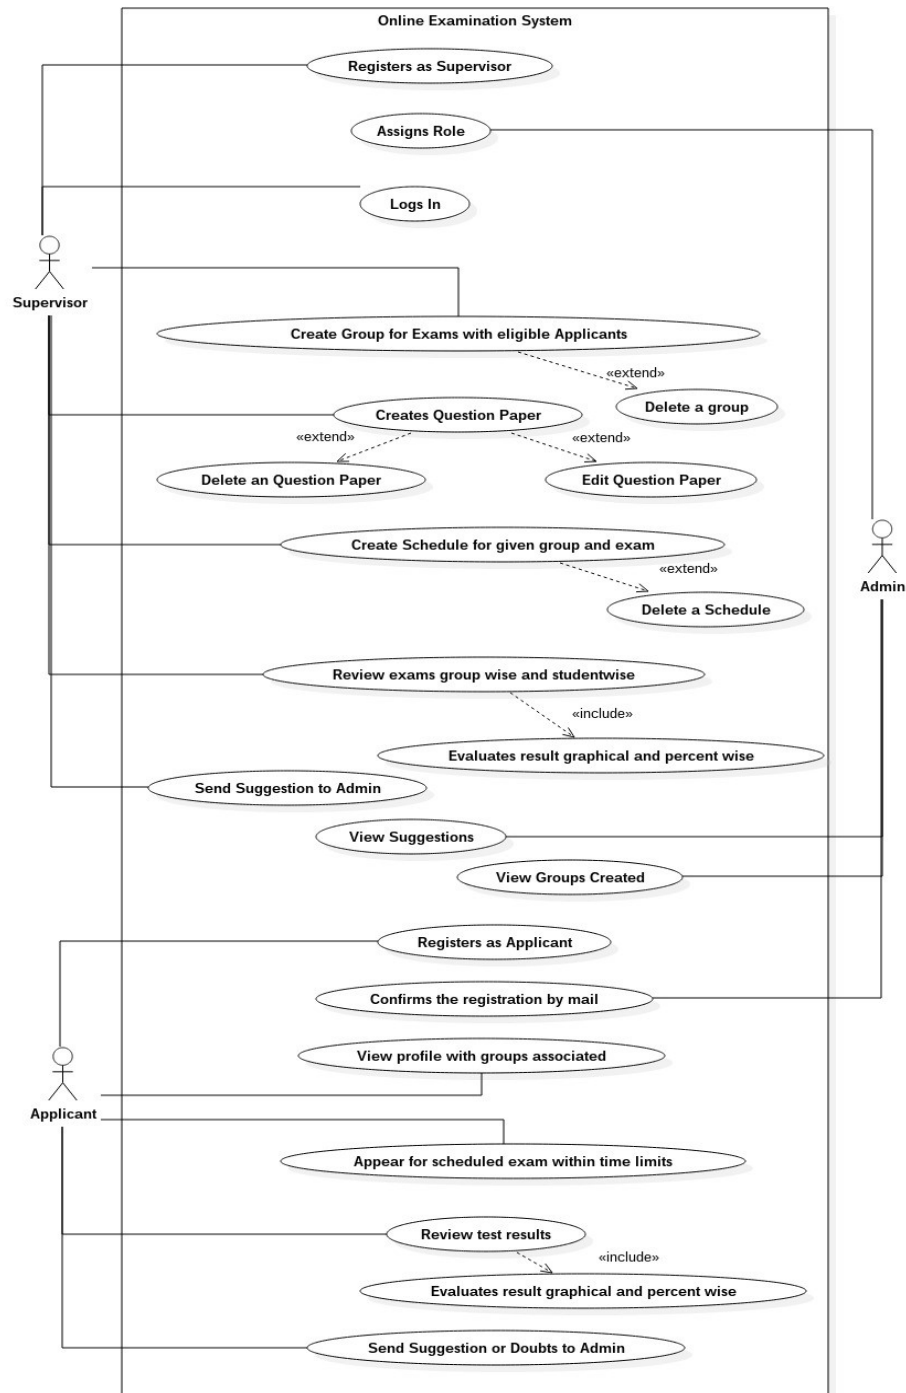 Online Examination System
Registers as Supervisor
Assigns Role
Logs In
Supervisor
Create Group for Exams with eligible Applicants
«extend»
Delete a group
Creates Question Paper
«extend»
«extend»
Delete an Question Paper
Edit Question Paper
Create Schedule for given group and exam
«extend»
Admin
Delete a Schedule
Review exams group wise and studentwise
«include»
Evaluates result graphical and percent wise
Send Suggestion to Admin
View Suggestions
View Groups Created
Registers as Applicant
Confirms the registration by mail
View profile with groups associated
Applicant
Appear for scheduled exam within time limits
Review test results
«include»
Evaluates result graphical and percent wise
Send Suggestion or Doubts to Admin